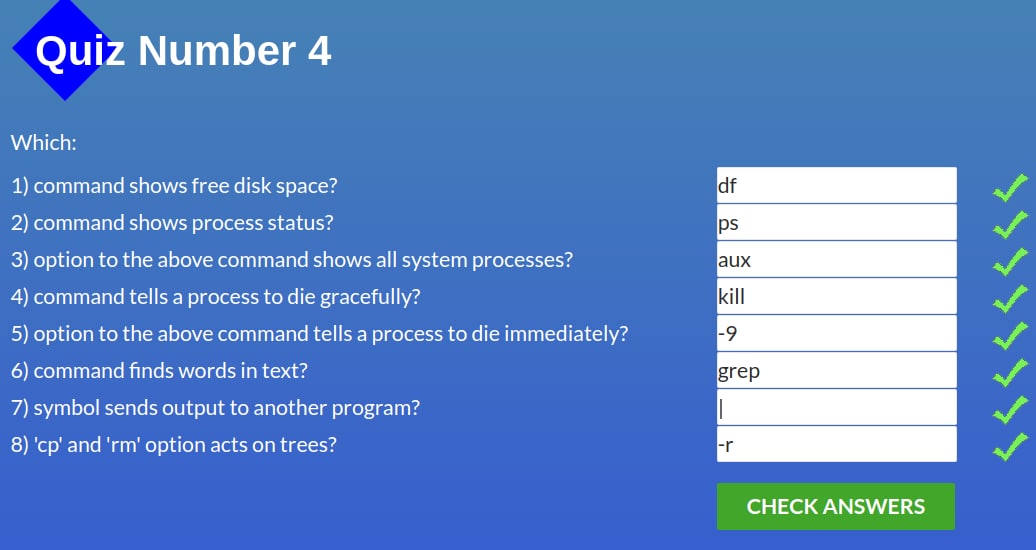 Quiz Number 4
Which:
1) command shows free disk space? df
2) command shows process status? ps
3) option to the above command shows all system processes? aux
4) command tells a process to die gracefully? kill
5) option to the above command tells a process to die immediately? -9
6) command finds words in text? grep
7) symbol sends output to another program? |
8) 'cp' and 'rm' option acts on trees? -r
CHECK ANSWERS